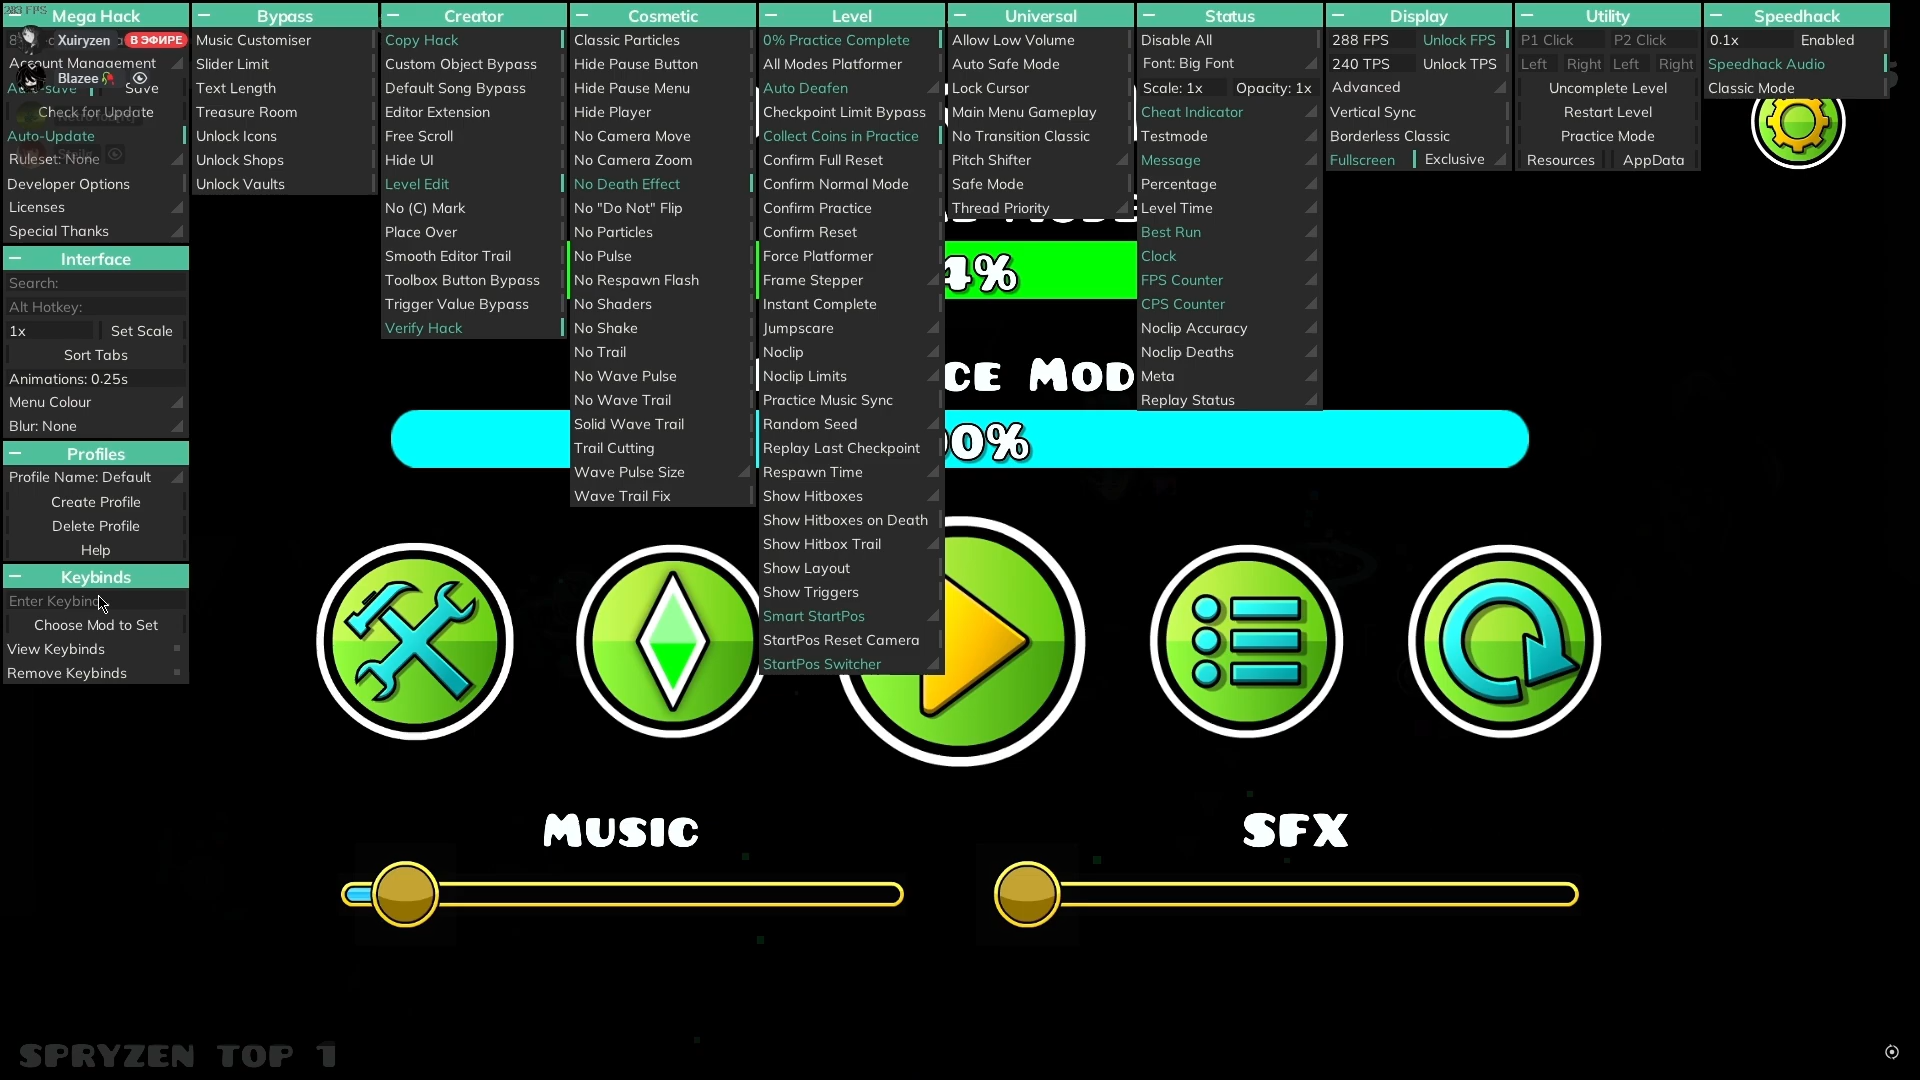 283 FPS
Mega Hack
Xuiryzen В ЭФИРЕ
Account Management
Blazee
Auto-save
Save
Check for Update
Auto-Update
Ruleset: None
Developer Options
Licenses
Special Thanks
Interface
Search:
Alt Hotkey:
1x Set Scale
Sort Tabs
Animations: 0.25s
Menu Colour
Blur: None
Profiles
Profile Name: Default
Create Profile
Delete Profile
Help
Keybinds
Enter Keybind
Choose Mod to Set
View Keybinds
Remove Keybinds
Bypass
Music Customiser
Slider Limit
Text Length
Treasure Room
Unlock Icons
Unlock Shops
Unlock Vaults
Creator
Copy Hack
Custom Object Bypass
Default Song Bypass
Editor Extension
Free Scroll
Hide UI
Level Edit
No (C) Mark
Place Over
Smooth Editor Trail
Toolbox Button Bypass
Trigger Value Bypass
Verify Hack
Cosmetic
Classic Particles
Hide Pause Button
Hide Pause Menu
Hide Player
No Camera Move
No Camera Zoom
No Death Effect
No "Do Not" Flip
No Particles
No Pulse
No Respawn Flash
No Shaders
No Shake
No Trail
No Wave Pulse
No Wave Trail
Solid Wave Trail
Trail Cutting
Wave Pulse Size
Wave Trail Fix
Level
0% Practice Complete
All Modes Platformer
Auto Deafen
Checkpoint Limit Bypass
Collect Coins in Practice
Confirm Full Reset
Confirm Normal Mode
Confirm Practice
Confirm Reset
Force Platformer
Frame Stepper
Instant Complete
Jumpscare
Noclip
Noclip Limits
Practice Music Sync
Random Seed
Replay Last Checkpoint
Respawn Time
Show Hitboxes
Show Hitboxes on Death
Show Hitbox Trail
Show Layout
Show Triggers
Smart StartPos
StartPos Reset Camera
StartPos Switcher
Universal
Allow Low Volume
Auto Safe Mode
Lock Cursor
Main Menu Gameplay
No Transition Classic
Pitch Shifter
Safe Mode
Thread Priority
Status
Disable All
Font: Big Font
Scale: 1x Opacity: 1x
Cheat Indicator
Testmode
Message
Percentage
Level Time
Best Run
Clock
FPS Counter
CPS Counter
Noclip Accuracy
Noclip Deaths
Meta
Replay Status
Display
288 FPS Unlock FPS
240 TPS Unlock TPS
Advanced
Vertical Sync
Borderless Classic
Fullscreen Exclusive
Utility
P1 Click P2 Click
Left Right Left Right
Uncomplete Level
Restart Level
Practice Mode
Resources AppData
Speedhack
0.1x Enabled
Speedhack Audio
Classic Mode
4%
ce Mod
00%
Music
SFX
SPRYZEN TOP 1